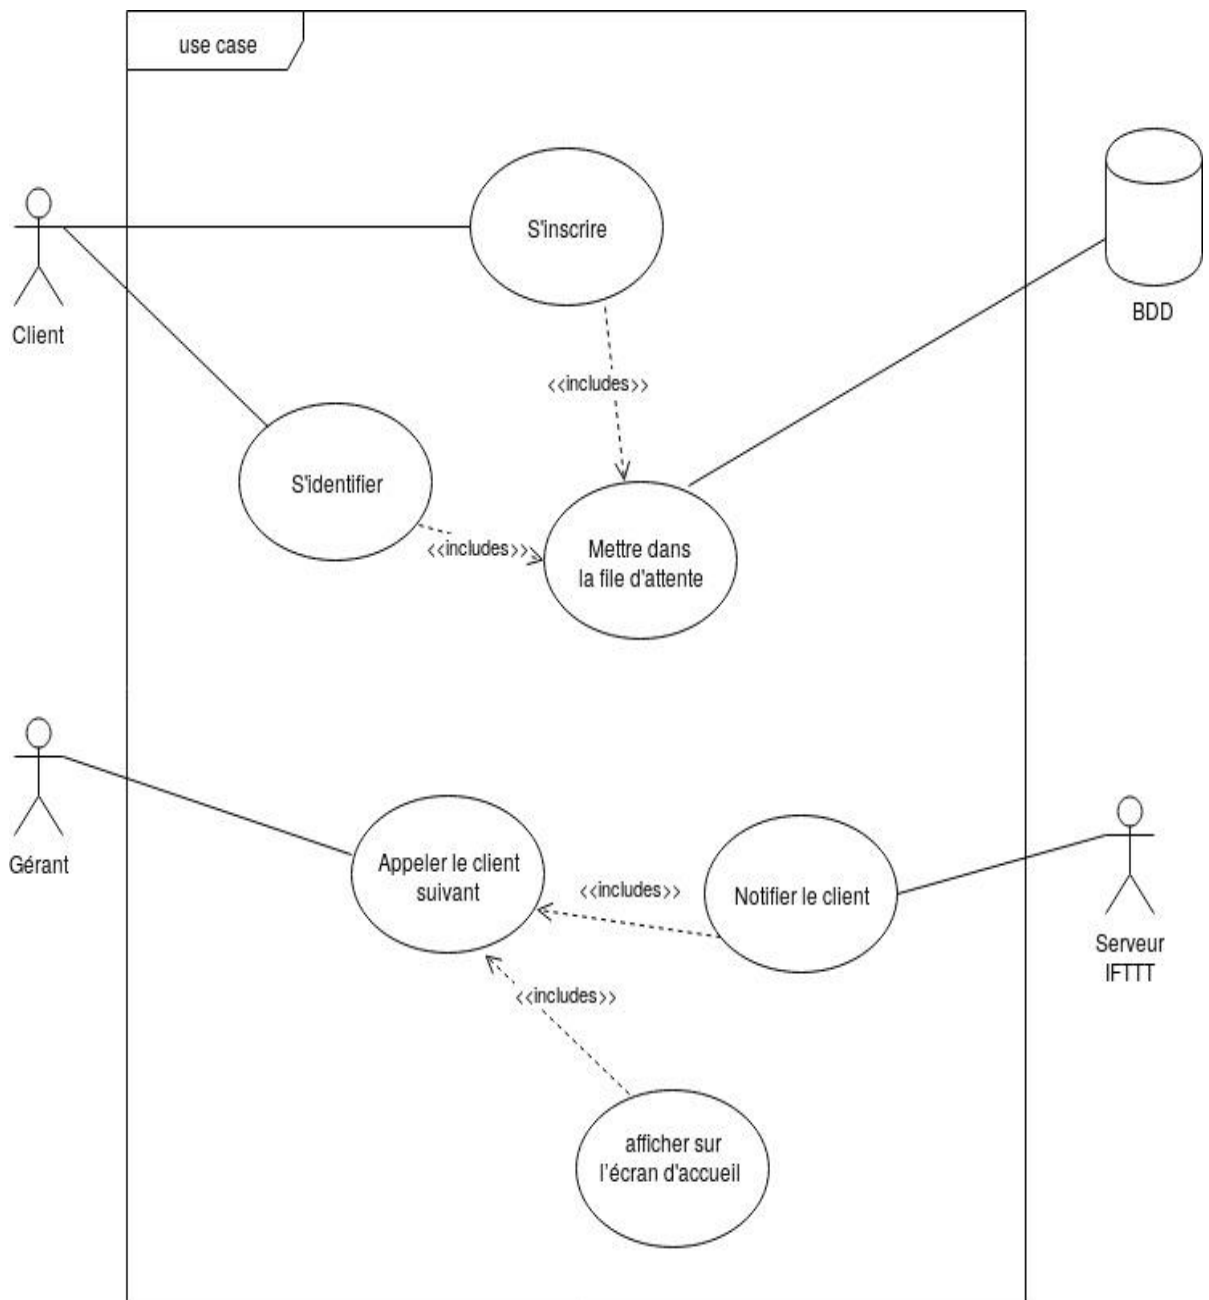 use case
S'inscrire
BDD
Client
<<includes>>
S'identifier
<<includes>>
Mettre dans
la file d'attente
Gérant
Appeler le client
suivant
<<includes>>
Notifier le client
Serveur
IFTTT
<<includes>>
afficher sur
l'écran d'accueil